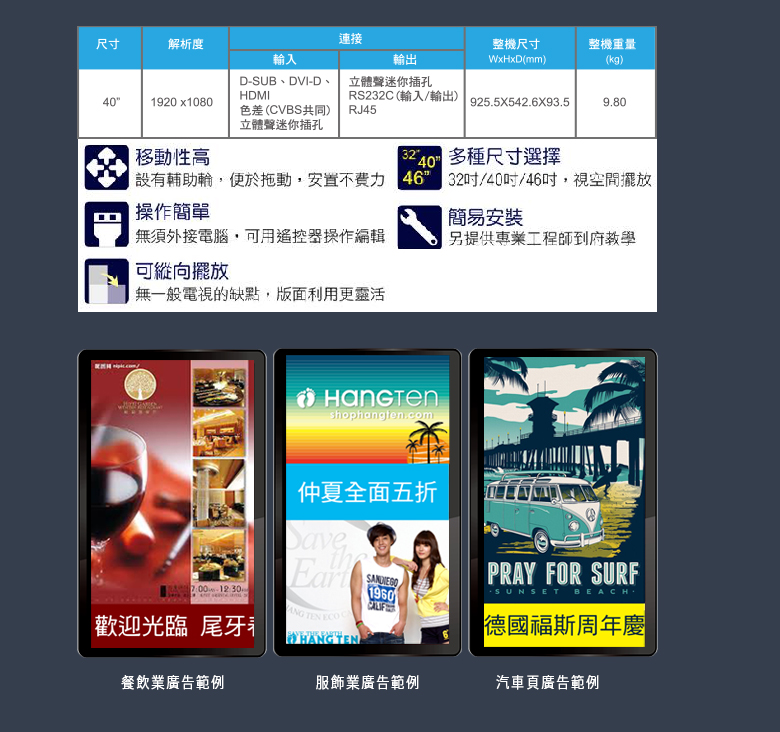 尺寸 解析度 連接 整機尺寸 WxHxD(mm) 整機重量 (kg)
輸入 輸出
40” 1920 x1080 D-SUB、DVI-D、 立體聲迷你插孔 925.5X542.6X93.5 9.80
HDMI RS232C(輸入/輸出)
色差(CVBS共同) RJ45
立體聲迷你插孔
移動性高
設有輔助輪,便於拖動,安置不費力
32”40”46”
多種尺寸選擇
32吋/40吋/46吋,視空間擺放
操作簡單
無須外接電腦,可用遙控器操作編輯
簡易安裝
另提供專業工程師到府教學
可縱向擺放
無一般電視的缺點,版面利用更靈活
nipic.com/
7:00 -12:30
歡迎光臨 尾牙
HANGTEN
shophangten.com
仲夏全面五折
Save
the
Earth
SANDIEGO
1960
CALIF
SAVE THE EARTH
HANG TEN
PRAY FOR SURF
·SUNSET BEACH·
德國福斯周年慶
餐飲業廣告範例
服飾業廣告範例
汽車頁廣告範例